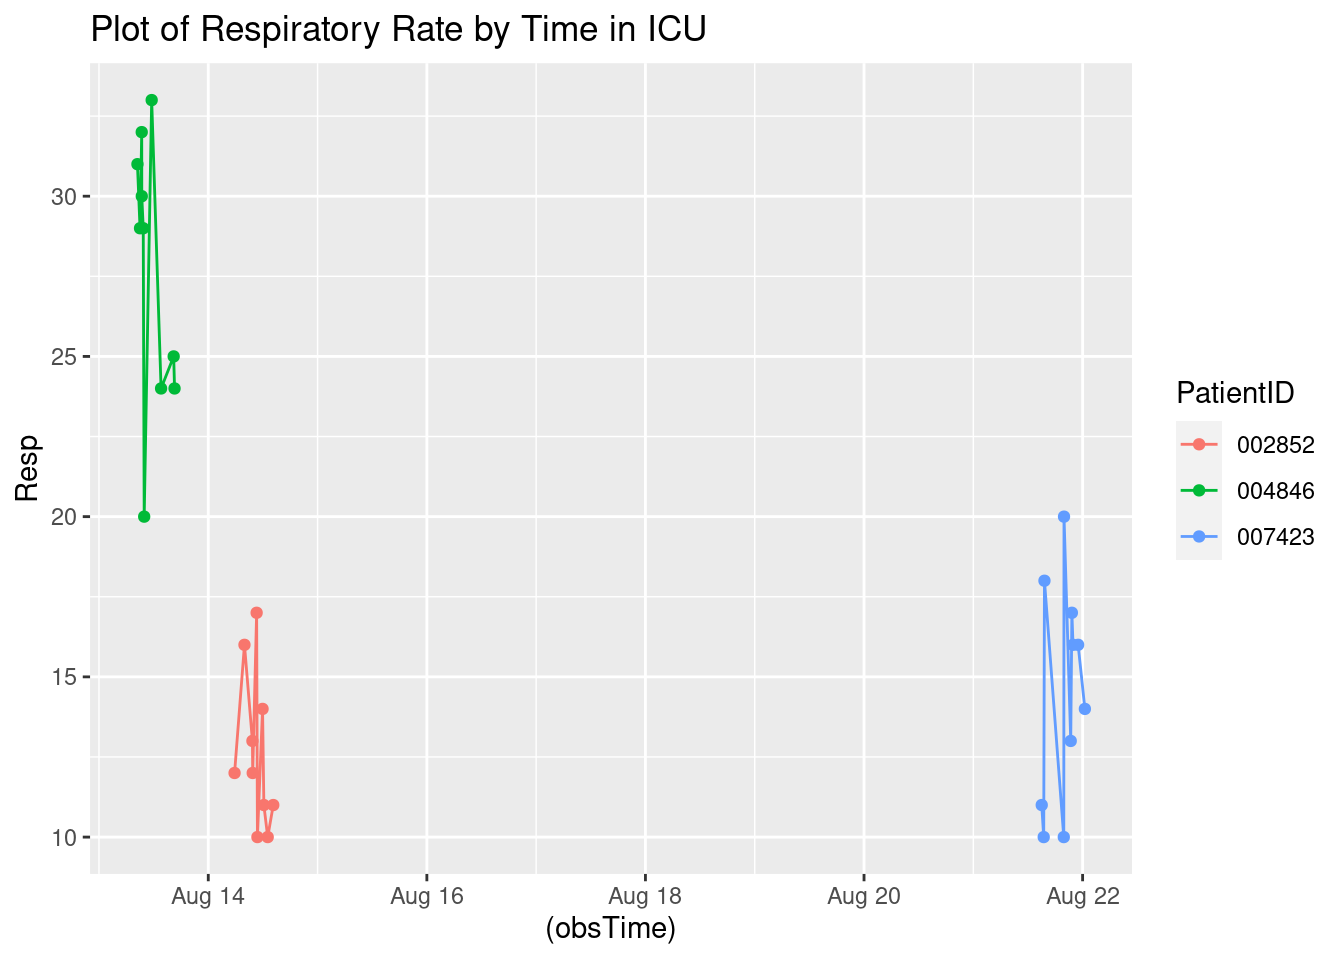 Plot of Respiratory Rate by Time in ICU
30
25
20
15
10
Resp
Aug 14
Aug 16
Aug 18
Aug 20
Aug 22
(obsTime)
PatientID
002852
004846
007423